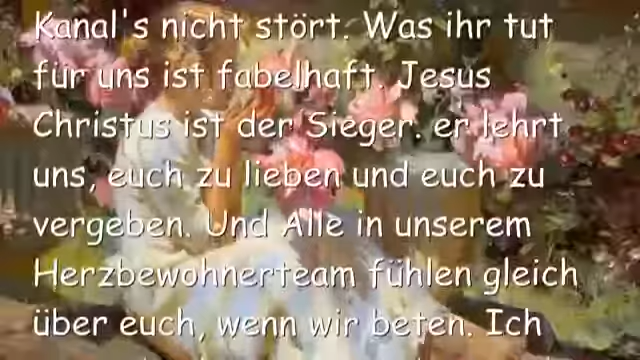 Kanal's nicht stört. Was ihr tut
für uns ist fabelhaft. Jesus
Christus ist der Sieger. er lehrt
uns, euch zu lieben und euch zu
vergeben. Und Alle in unserem
Herzbewohnerteam fühlen gleich
über euch, wenn wir beten. Ich